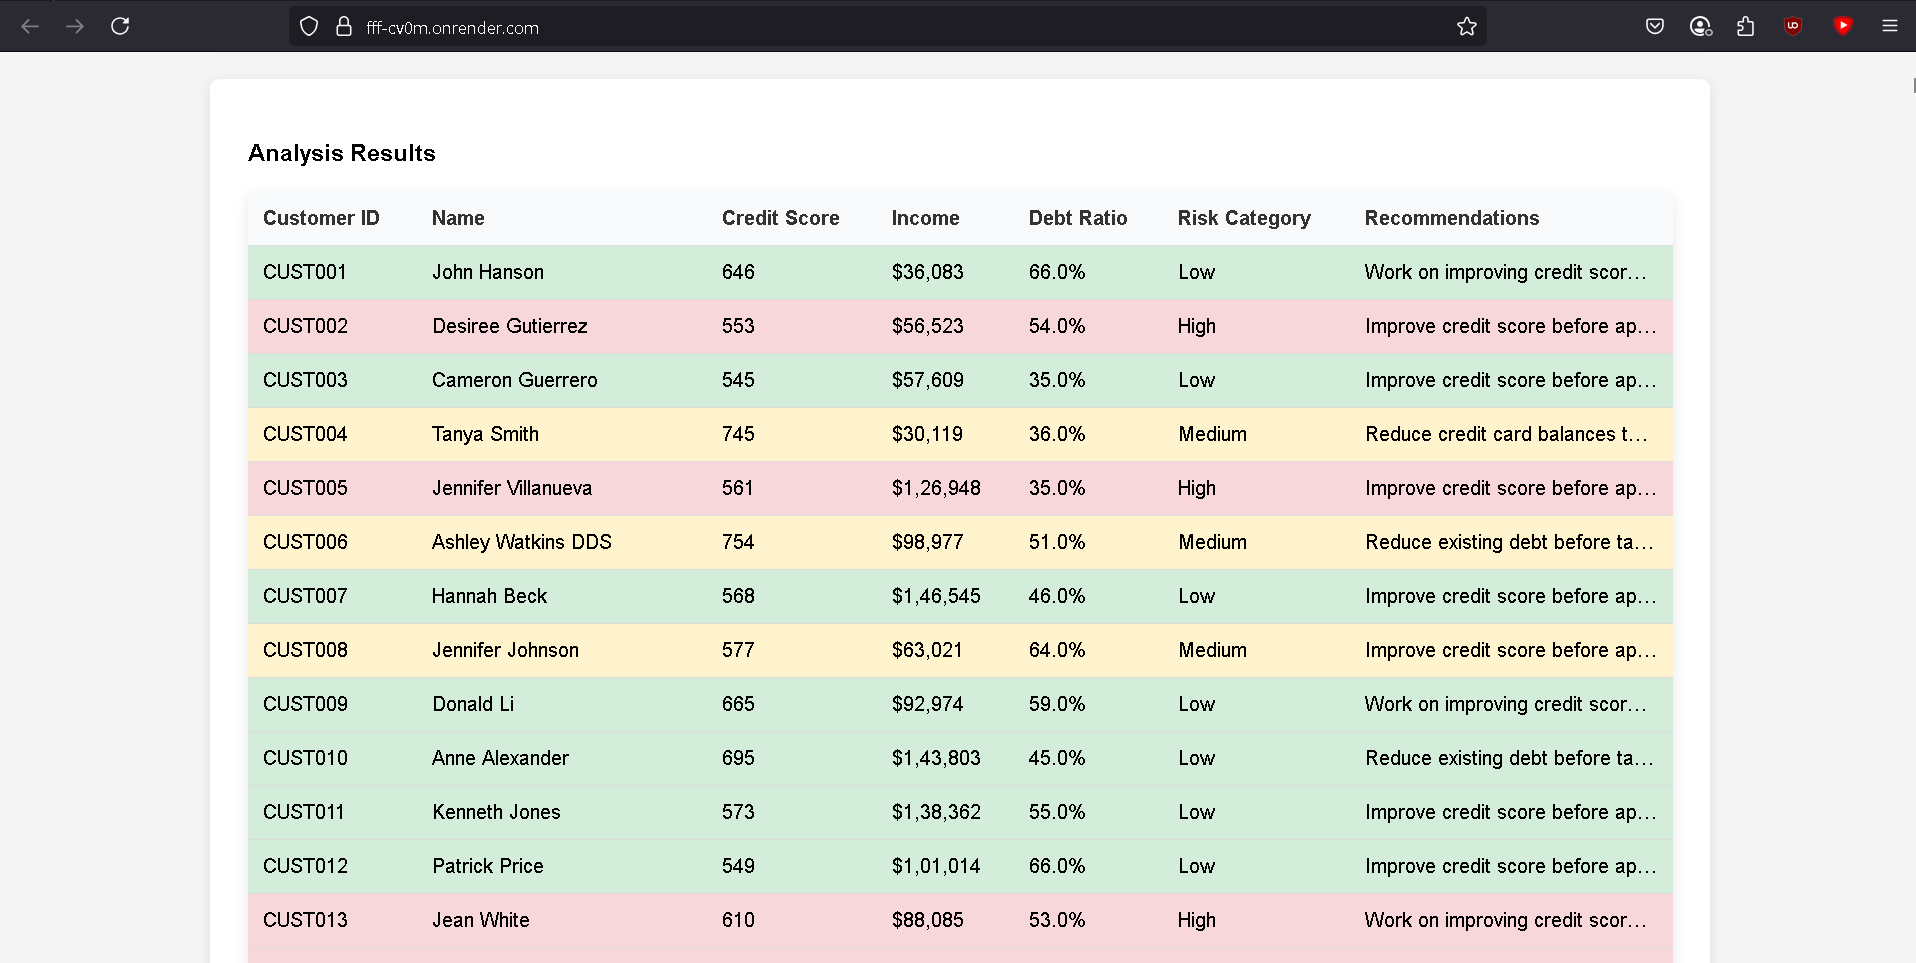 fff-cv0m.onrender.com
Analysis Results
Customer ID Name Credit Score Income Debt Ratio Risk Category Recommendations
CUST001 John Hanson 646 $36,083 66.0% Low Work on improving credit scor…
CUST002 Desiree Gutierrez 553 $56,523 54.0% High Improve credit score before ap…
CUST003 Cameron Guerrero 545 $57,609 35.0% Low Improve credit score before ap…
CUST004 Tanya Smith 745 $30,119 36.0% Medium Reduce credit card balances t…
CUST005 Jennifer Villanueva 561 $1,26,948 35.0% High Improve credit score before ap…
CUST006 Ashley Watkins DDS 754 $98,977 51.0% Medium Reduce existing debt before ta…
CUST007 Hannah Beck 568 $1,46,545 46.0% Low Improve credit score before ap…
CUST008 Jennifer Johnson 577 $63,021 64.0% Medium Improve credit score before ap…
CUST009 Donald Li 665 $92,974 59.0% Low Work on improving credit scor…
CUST010 Anne Alexander 695 $1,43,803 45.0% Low Reduce existing debt before ta…
CUST011 Kenneth Jones 573 $1,38,362 55.0% Low Improve credit score before ap…
CUST012 Patrick Price 549 $1,01,014 66.0% Low Improve credit score before ap…
CUST013 Jean White 610 $88,085 53.0% High Work on improving credit scor…